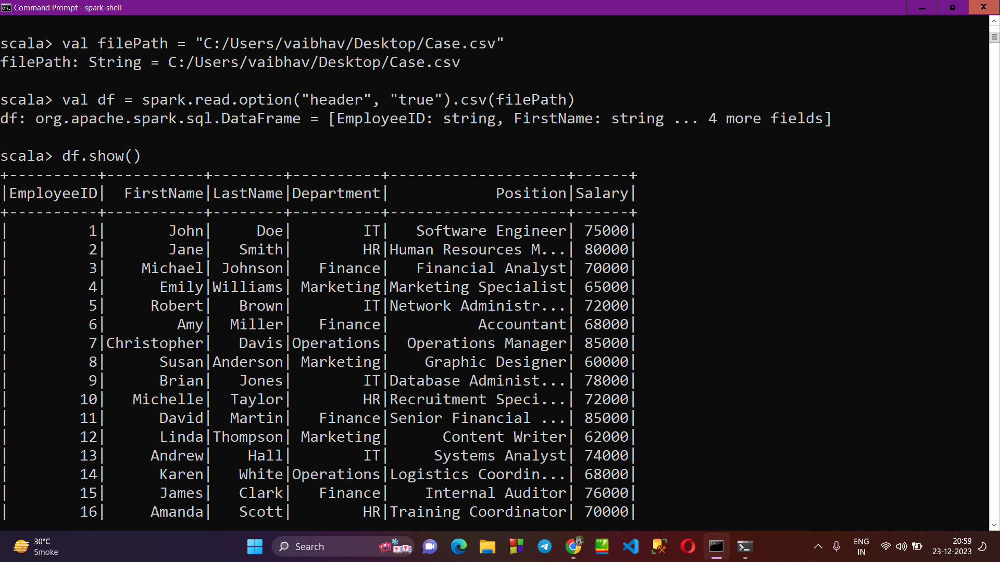 Command Prompt - spark-shell
scala> val filePath = "C:/Users/vaibhav/Desktop/Case.csv"
filePath: String = C:/Users/vaibhav/Desktop/Case.csv
scala> val df = spark.read.option("header", "true").csv(filePath)
df: org.apache.spark.sql.DataFrame = [EmployeeID: string, FirstName: string ... 4 more fields]
scala> df.show()
+----------+-----------+--------+----------+--------------------+------+
|EmployeeID|  FirstName|LastName|Department|            Position|Salary|
+----------+-----------+--------+----------+--------------------+------+
|         1|       John|     Doe|        IT|   Software Engineer| 75000|
|         2|       Jane|   Smith|        HR|Human Resources M...| 80000|
|         3|    Michael| Johnson|   Finance|   Financial Analyst| 70000|
|         4|      Emily|Williams| Marketing|Marketing Specialist| 65000|
|         5|     Robert|   Brown|        IT|Network Administr...| 72000|
|         6|        Amy|  Miller|   Finance|          Accountant| 68000|
|         7|Christopher|   Davis|Operations|  Operations Manager| 85000|
|         8|      Susan|Anderson| Marketing|    Graphic Designer| 60000|
|         9|      Brian|   Jones|        IT|Database Administ...| 78000|
|        10|   Michelle|  Taylor|        HR|Recruitment Speci...| 72000|
|        11|      David|  Martin|   Finance|Senior Financial ...| 85000|
|        12|      Linda|Thompson| Marketing|      Content Writer| 62000|
|        13|     Andrew|    Hall|        IT|     Systems Analyst| 74000|
|        14|      Karen|   White|Operations|Logistics Coordin...| 68000|
|        15|      James|   Clark|   Finance|    Internal Auditor| 76000|
|        16|     Amanda|   Scott|        HR|Training Coordinator| 70000|
30°C
Smoke
Search
ENG
IN
20:59
23-12-2023